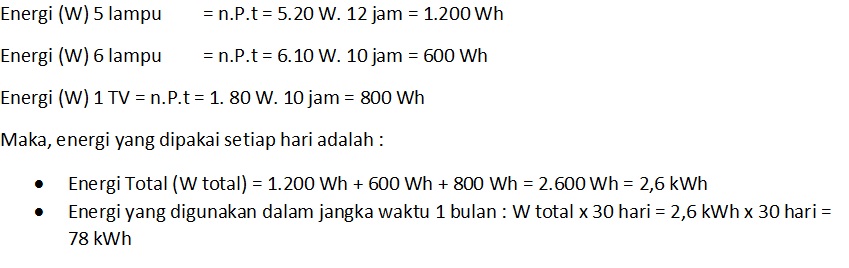 Energi (W) 5 lampu = n.P.t = 5.20 W. 12 jam = 1.200 Wh
Energi (W) 6 lampu = n.P.t = 6.10 W. 10 jam = 600 Wh
Energi (W) 1 TV = n.P.t = 1. 80 W. 10 jam = 800 Wh
Maka, energi yang dipakai setiap hari adalah :
• Energi Total (W total) = 1.200 Wh + 600 Wh + 800 Wh = 2.600 Wh = 2,6 kWh
• Energi yang digunakan dalam jangka waktu 1 bulan : W total x 30 hari = 2,6 kWh x 30 hari =
78 kWh